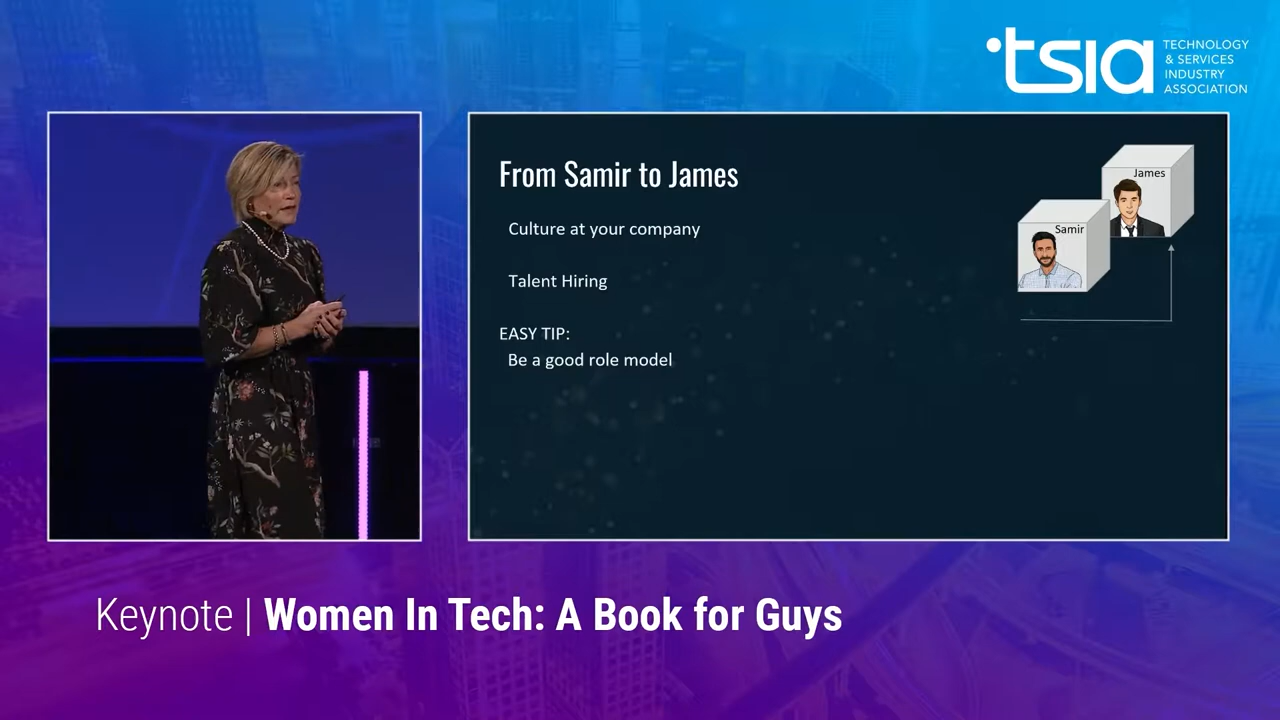 tsia
TECHNOLOGY
& SERVICES
INDUSTRY
ASSOCIATION
From Samir to James
Culture at your company
Talent Hiring
EASY TIP:
Be a good role model
James
Samir
Keynote | Women In Tech: A Book for Guys